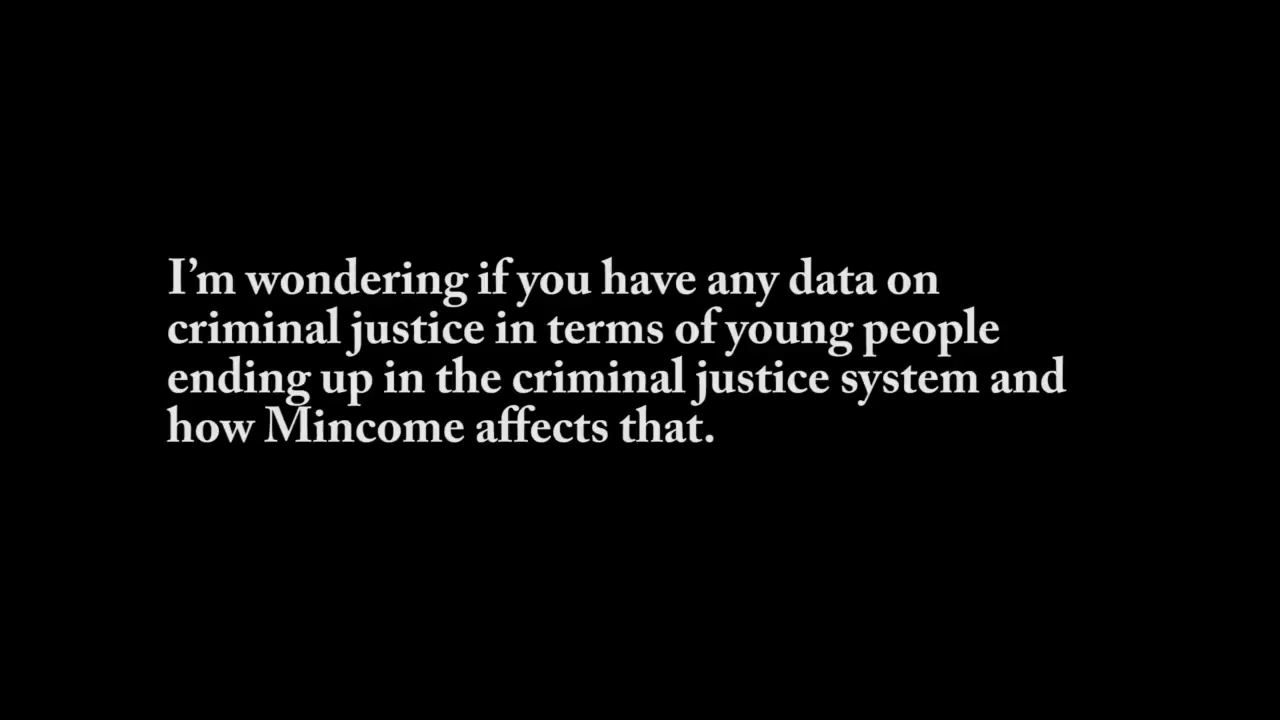 I’m wondering if you have any data on
criminal justice in terms of young people
ending up in the criminal justice system and
how Mincome affects that.